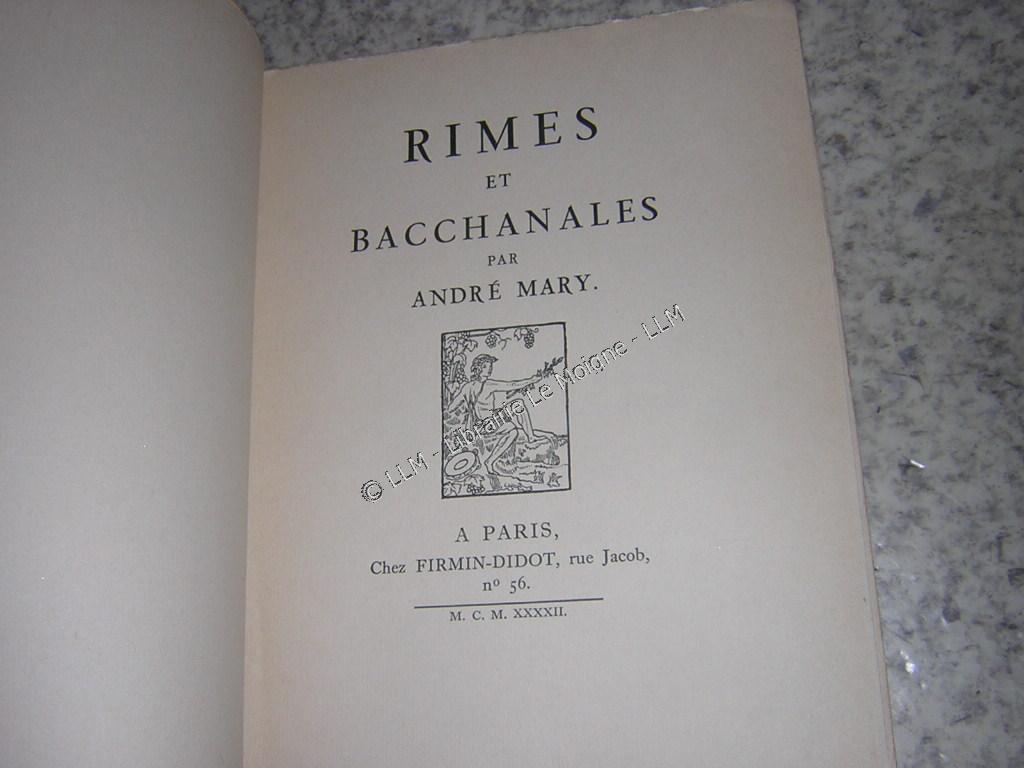 RIMES
ET
BACCHANALES
PAR
ANDRÉ MARY.
© LLM - Librairie Le Moigne - LLM
A PARIS,
Chez FIRMIN-DIDOT, rue Jacob,
nº 56.
M. C. M. XXXXII.